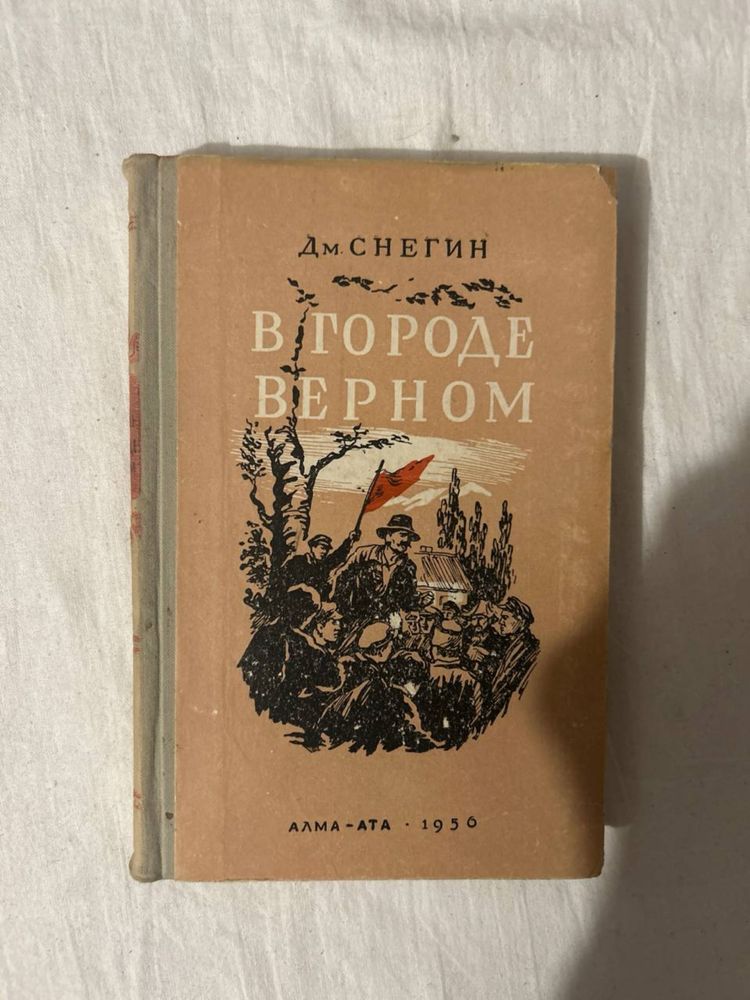 Дм. СНЕГИН
В ГОРОДЕ
ВЕРНОМ
АЛМА-АТА · 1956